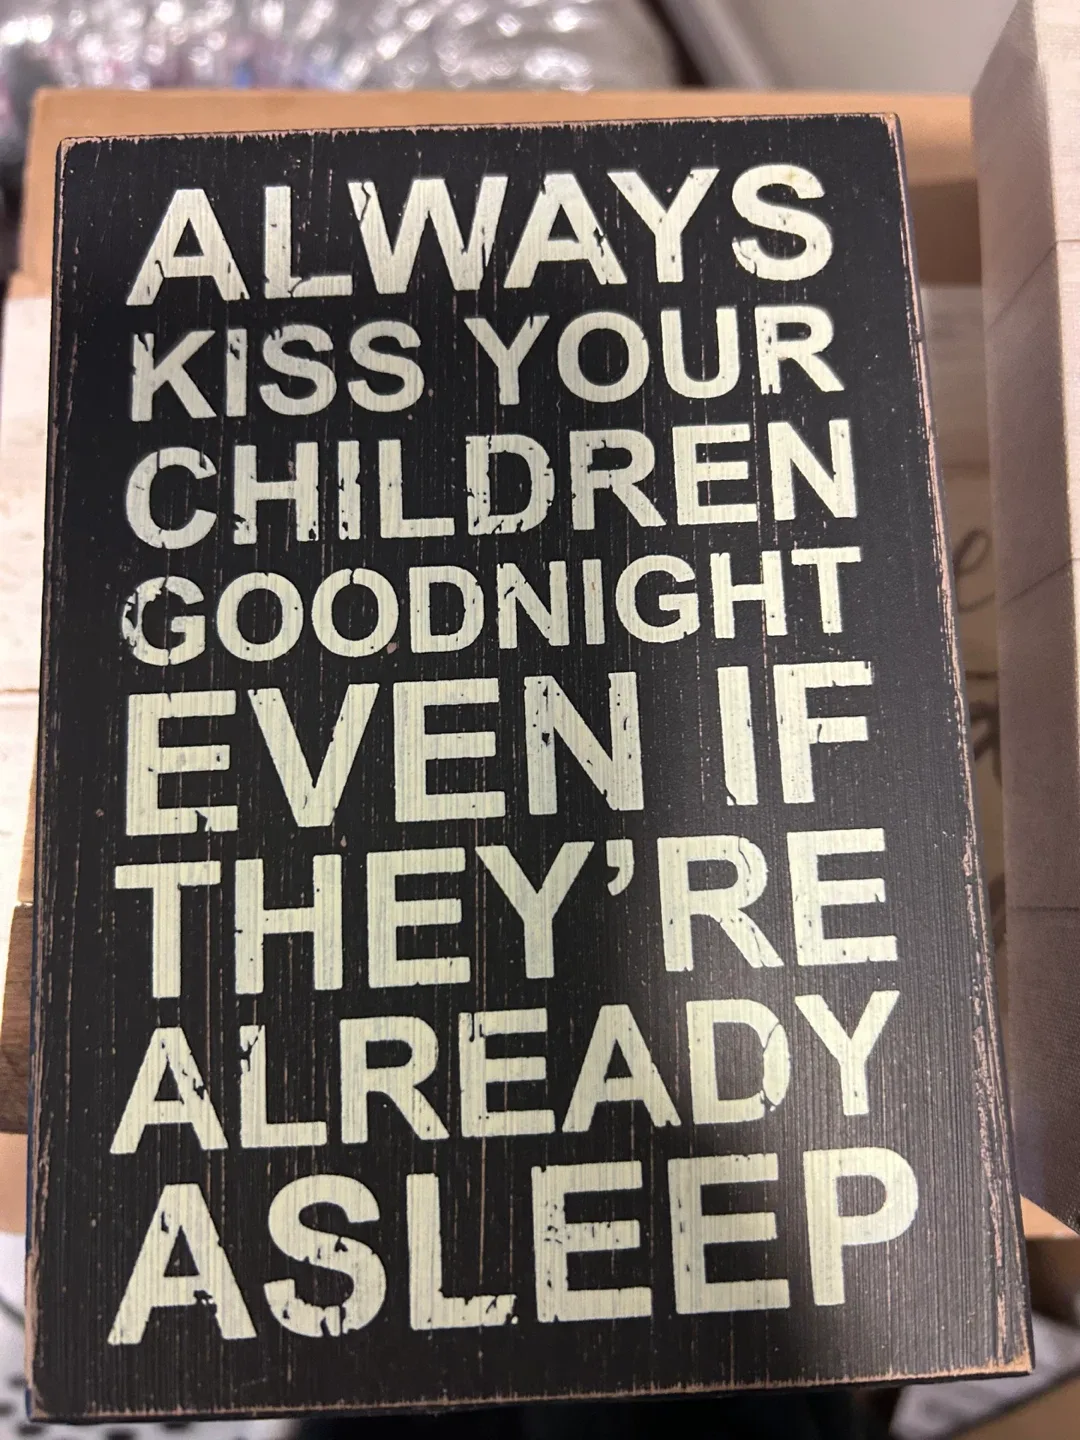 ALWAYS
KISS YOUR
CHILDREN
GOODNIGHT
EVEN IF
THEY’RE
ALREADY
ASLEEP